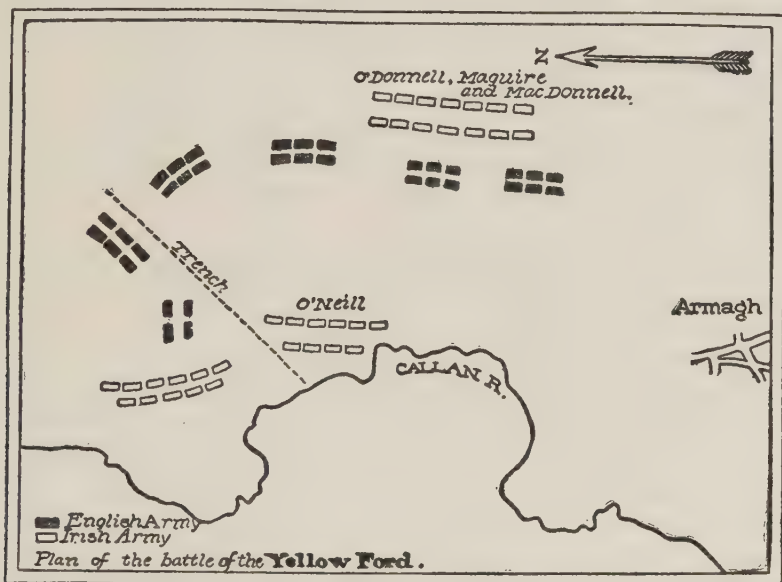 N
O'Donnell, Maguire
and MacDonnell.
Trench
O'Neill
Armagh
CALLAN R.
English Army
Irish Army
Plan of the battle of the Yellow Ford.